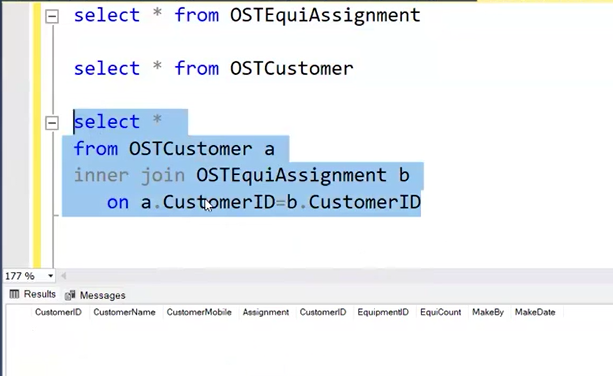 select * from OSTEquiAssignment
select * from OSTCustomer
select *
from OSTCustomer a
inner join OSTEquiAssignment b
on a.CustomerID=b.CustomerID
177 %
Results Messages
CustomerID CustomerName CustomerMobile Assignment CustomerID EquipmentID EquiCount MakeBy MakeDate